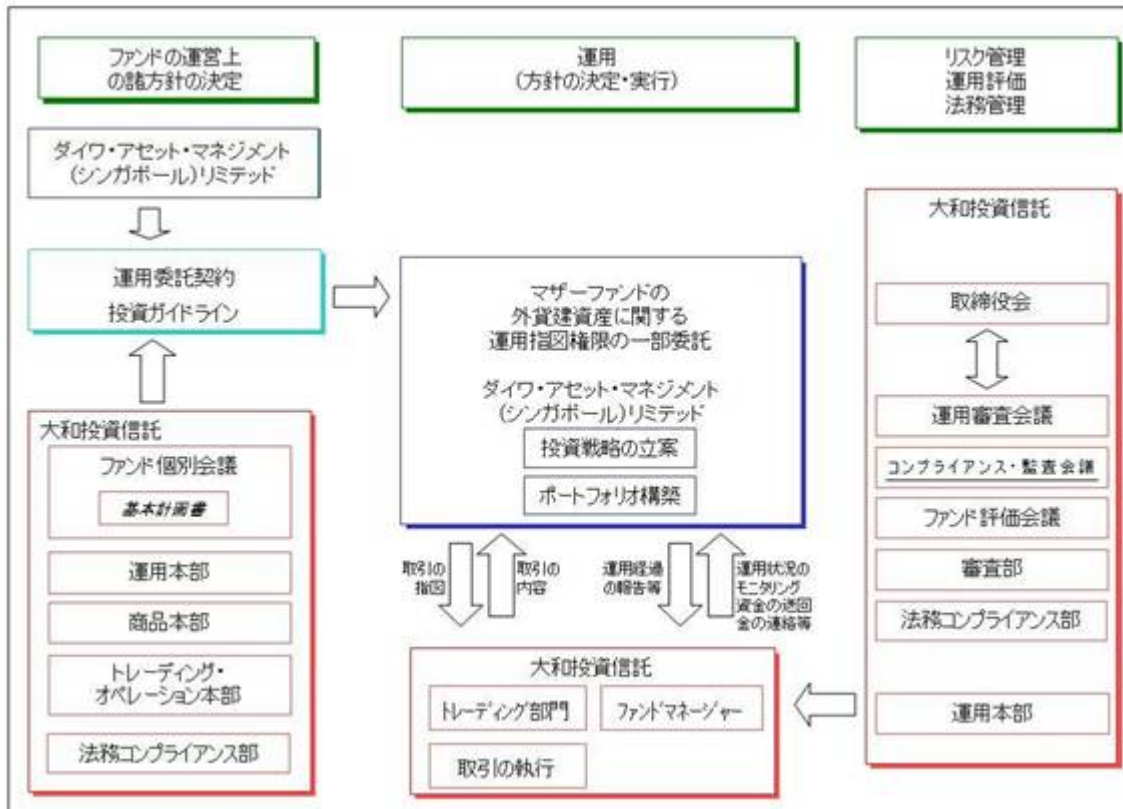 ファンドの運営上
の諸方針の決定
運用
(方針の決定・実行)
リスク管理
運用評価
法務管理
ダイワ・アセット・マネジメント
(シンガポール)リミテッド
運用委託契約
投資ガイドライン
大和投資信託
ファンド個別会議
基本計画書
運用本部
商品本部
トレーディング・
オペレーション本部
法務コンプライアンス部
マザーファンドの
外貨建資産に関する
運用指図権限の一部委託
ダイワ・アセット・マネジメント
(シンガポール)リミテッド
投資戦略の立案
ポートフォリオ構築
取引の
指図
取引の
内容
運用経過
の報告等
運用状況の
モニタリング
資金の送回
金の連絡等
大和投資信託
トレーディング部門
ファンドマネージャー
取引の執行
大和投資信託
取締役会
運用審査会議
コンプライアンス・監査会議
ファンド評価会議
審査部
法務コンプライアンス部
運用本部